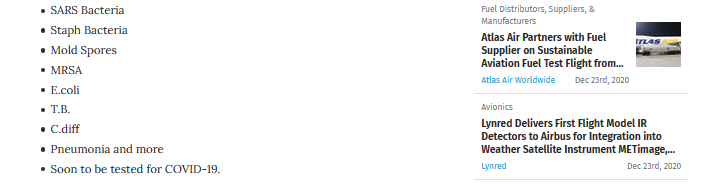 SARS Bacteria
Staph Bacteria
Mold Spores
MRSA
E.coli
T.B.
C.diff
Pneumonia and more
Soon to be tested for COVID-19.
Fuel Distributors, Suppliers, &
Manufacturers
Atlas Air Partners with Fuel
Supplier on Sustainable
Aviation Fuel Test Flight from...
ATLAS AIR
Atlas Air Worldwide Dec 23rd, 2020
Avionics
Lynred Delivers First Flight Model IR
Detectors to Airbus for Integration into
Weather Satellite Instrument METimage,...
Lynred Dec 23rd, 2020